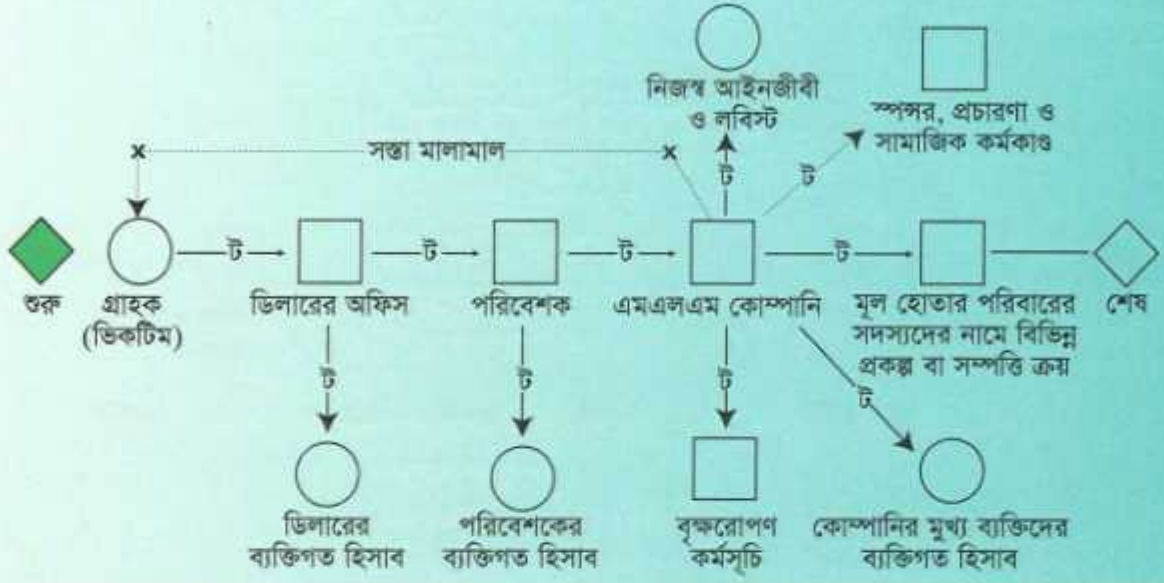 নিজস্ব আইনজীবী
ও লবিস্ট
স্পন্সর, প্রচারণা ও
সামাজিক কর্মকাণ্ড
x সস্তা মালামাল x
ট ট
ট ট ট ট
শুরু
গ্রাহক
(ভিকটিম)
ডিলারের অফিস
পরিবেশক
এমএলএম কোম্পানি
মূল হোতার পরিবারের
সদস্যদের নামে বিভিন্ন
প্রকল্প বা সম্পত্তি ক্রয়
শেষ
ট ট ট ট
ডিলারের
ব্যক্তিগত হিসাব
পরিবেশকের
ব্যক্তিগত হিসাব
বৃক্ষরোপণ
কর্মসূচি
কোম্পানির মুখ্য ব্যক্তিদের
ব্যক্তিগত হিসাব